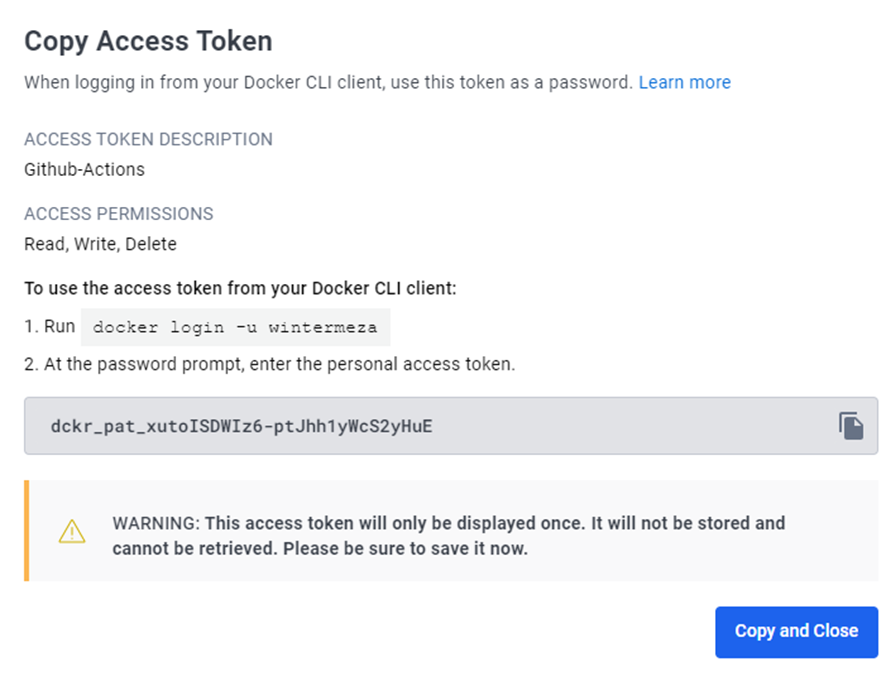 Copy Access Token
When logging in from your Docker CLI client, use this token as a password. Learn more
ACCESS TOKEN DESCRIPTION
Github-Actions
ACCESS PERMISSIONS
Read, Write, Delete
To use the access token from your Docker CLI client:
1. Run docker login -u wintermeza
2. At the password prompt, enter the personal access token.
dckr_pat_xutoISDWIz6-ptJhh1yWcS2yHuE
WARNING: This access token will only be displayed once. It will not be stored and
cannot be retrieved. Please be sure to save it now.
Copy and Close